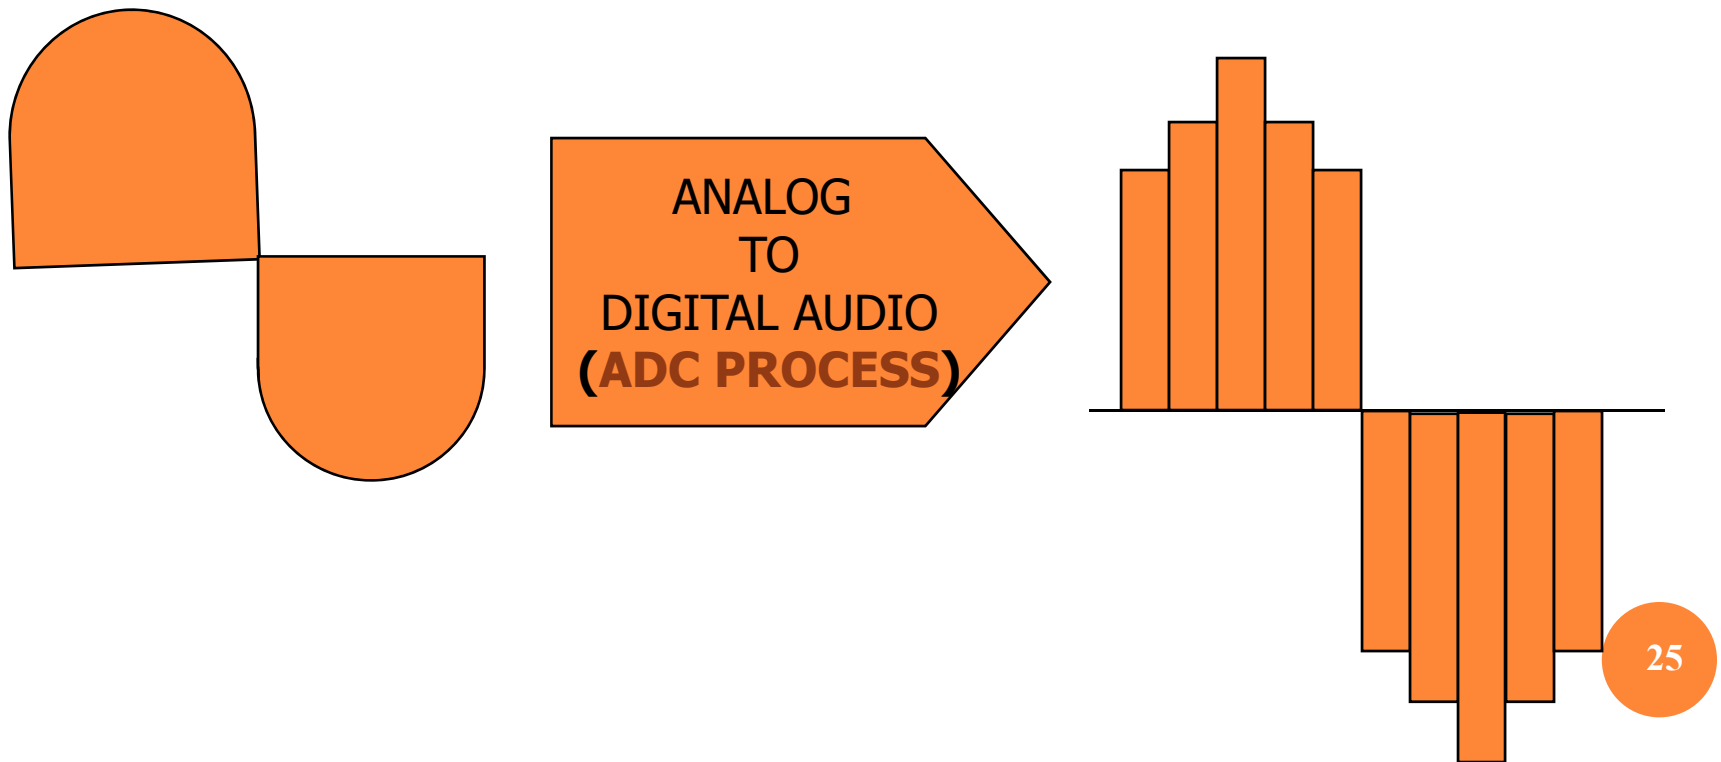 ANALOG
TO
DIGITAL AUDIO
(ADC PROCESS)
25